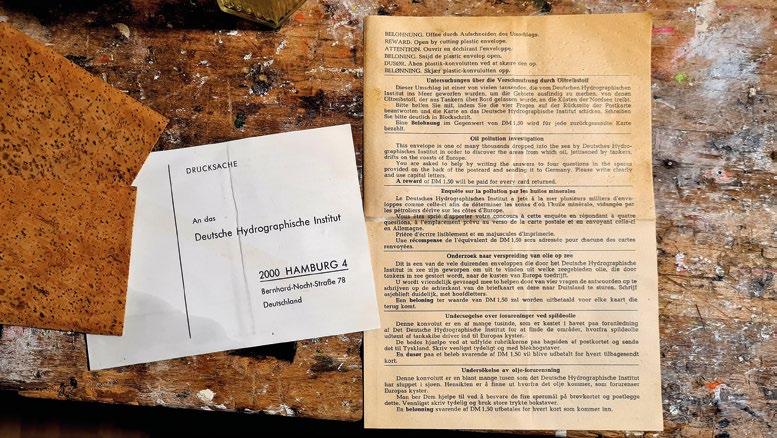 DRUCKSACHE
An das
Deutsche Hydrographische Institut
2000 HAMBURG 4
Bernhard-Nocht-Straße 78
Deutschland
BELOHNUNG. Öffne durch Aufschneiden des Umschlags.
REWARD. Open by cutting plastic envelope.
ATTENTION. Ouvrir en déchirant l'enveloppe.
BELONING. Snijd de plastic envelop open.
DUSØR. Åben plastik-konvolutten ved at skære den op.
BELØNNING. Skjær plastic-konvolutten opp.
Untersuchungen über die Verschmutzung durch Öltreibstoff
Dieser Umschlag ist einer von vielen tausenden, die vom Deutschen Hydrographischen
Institut ins Meer geworfen wurden, um die Gebiete ausfindig zu machen, von denen
Öltreibstoff, der aus Tankern über Bord gelassen wurde, an die Küsten der Nordsee treibt.
Bitte helfen Sie mit, indem Sie die vier Fragen auf der Rückseite der Postkarte
beantworten und die Karte an das Deutsche Hydrographische Institut schicken. Schreiben
Sie bitte deutlich in Blockschrift.
Eine Belohnung im Gegenwert von DM 1,50 wird für jede zurückgesandte Karte
bezahlt.
Oil pollution investigation
This envelope is one of many thousands dropped into the sea by Deutsches Hydro-
graphisches Institut in order to discover the areas from which oil, jettisoned by tankers,
drifts on the coasts of Europe.
You are asked to help by writing the answers to four questions in the spaces
provided on the back of the postcard and sending it to Germany. Please write clearly
and use capital letters.
A reward of DM 1,50 will be paid for every card returned.
Enquête sur la pollution par les huiles minerales
Le Deutsches Hydrographisches Institut a jeté à la mer plusieurs milliers d'enve-
loppes comme celle-ci afin de déterminer les zones d'où l'huile minérale, vidangée par
les pétroliers dérive sur les côtes d'Europe.
Vous êtes prié d'apporter votre concours à cette enquête en répondant à quatre
questions, à l'emplacement prévu au verso de la carte postale et en envoyant celle-ci
en Allemagne.
Prière d'écrire lisiblement et en majuscules d'imprimerie.
Une récompense de l'équivalent de DM 1,50 sera adressée pour chacune des cartes
renvoyées.
Onderzoek naar verspreiding van olie op zee
Dit is een van de vele duizenden enveloppen die door het Deutsche Hydrographische
Institut in zee zijn geworpen om uit te vinden uit welke zeegebieden olie, die door
tankers in zee gestort wordt, naar de kusten van Europa toedrijft.
U wordt vriendelijk gevraagd mee te helpen door vier vragen te antwoorden op te
schrijven op de achterkant van de briefkaart en deze naar Duitsland te sturen. Schrijf
asjeblieft duidelijk, met hoofdletters.
Een beloning ter waarde van DM 1,50 zal worden uitbetaald voor elke kaart die
terug komt.
Undersøgelse over forureninger ved spildeolie
Denne konvolut er en af mange tusinde, som er kastet i havet paa foranledning
af Det Deutsche Hydrographische Institut for at finde de områder, hvorfra spildolie
udtømt af tankskibe driver ind til Europas kyster.
De bedes hjælpe ved at udfylde rubrikkerne paa bagsiden af postkortet og sende
det til Tyskland. Skriv venligst tydeligt og med blokbogstaver.
En dusør paa et beløb svarende af DM 1,50 vil blive udbetalt for hvert tilbagesendt
kort.
Undersøkelse av olje-forurensning
Denne konvolutt er en blant mange tusen som det Deutsche Hydrographische Institut
har sluppet i sjøen. Hensikten er å finne ut hvorfra det olje kommer, som forurenser
Europas kyster.
Man ber Dem hjelpe til ved å besvare de fire spørsmål på brevkortet og postlegge
dette. Vennligst skriv tydelig og bruk store trykte bokstaver.
En belønning svarende af DM 1,50 utbetales for hvert kort som kommer inn.